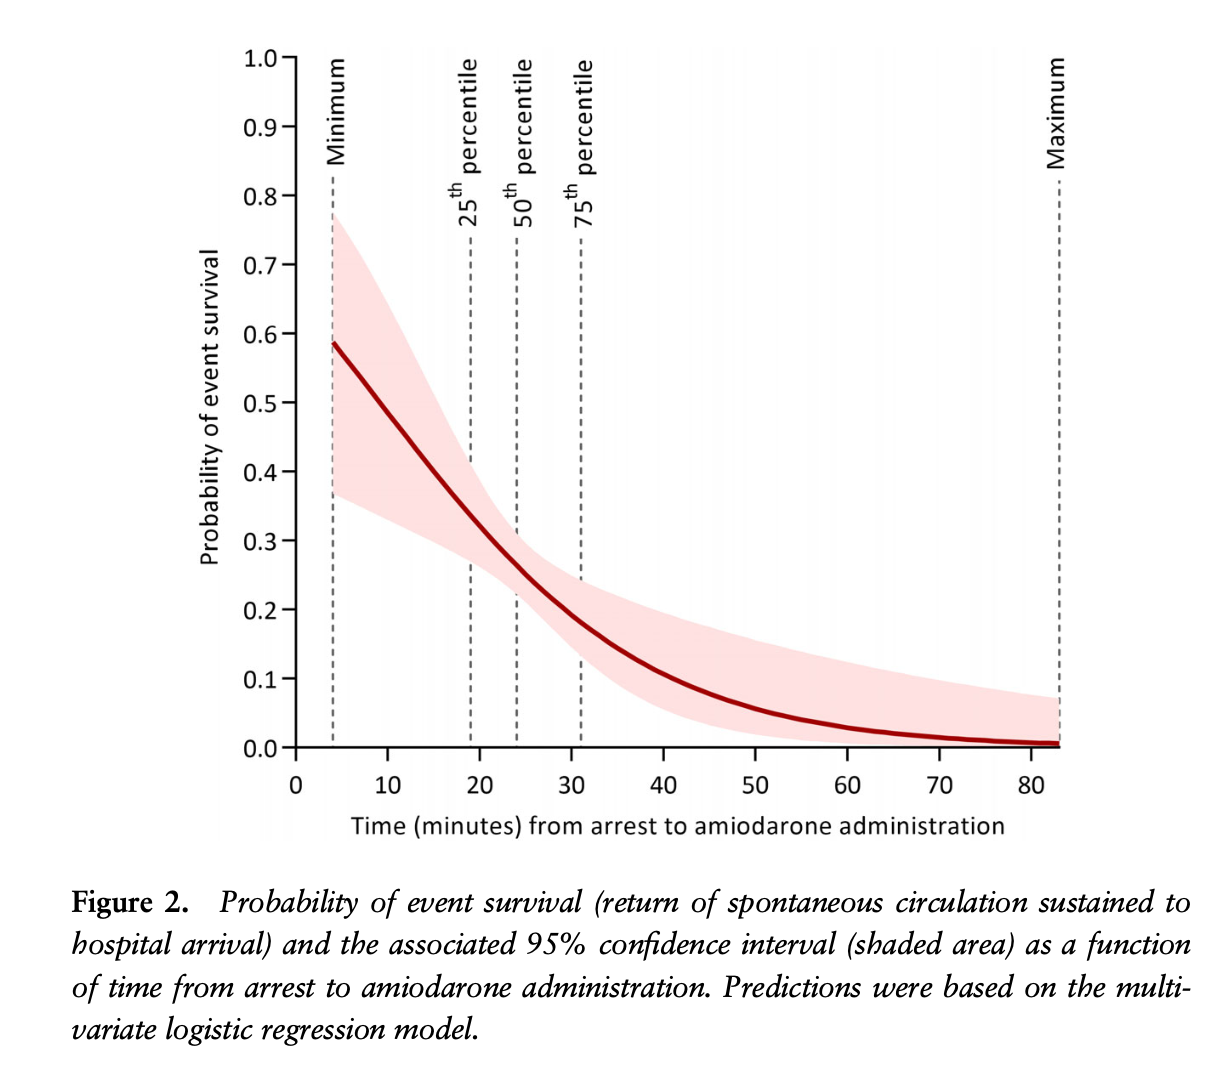 1.0
0.9
0.8
0.7
0.6
0.5
0.4
0.3
0.2
0.1
0.0
Probability of event survival
Minimum
25th percentile
50th percentile
75th percentile
Maximum
0 10 20 30 40 50 60 70 80
Time (minutes) from arrest to amiodarone administration
Figure 2. Probability of event survival (return of spontaneous circulation sustained to
hospital arrival) and the associated 95% confidence interval (shaded area) as a function
of time from arrest to amiodarone administration. Predictions were based on the multi-
variate logistic regression model.